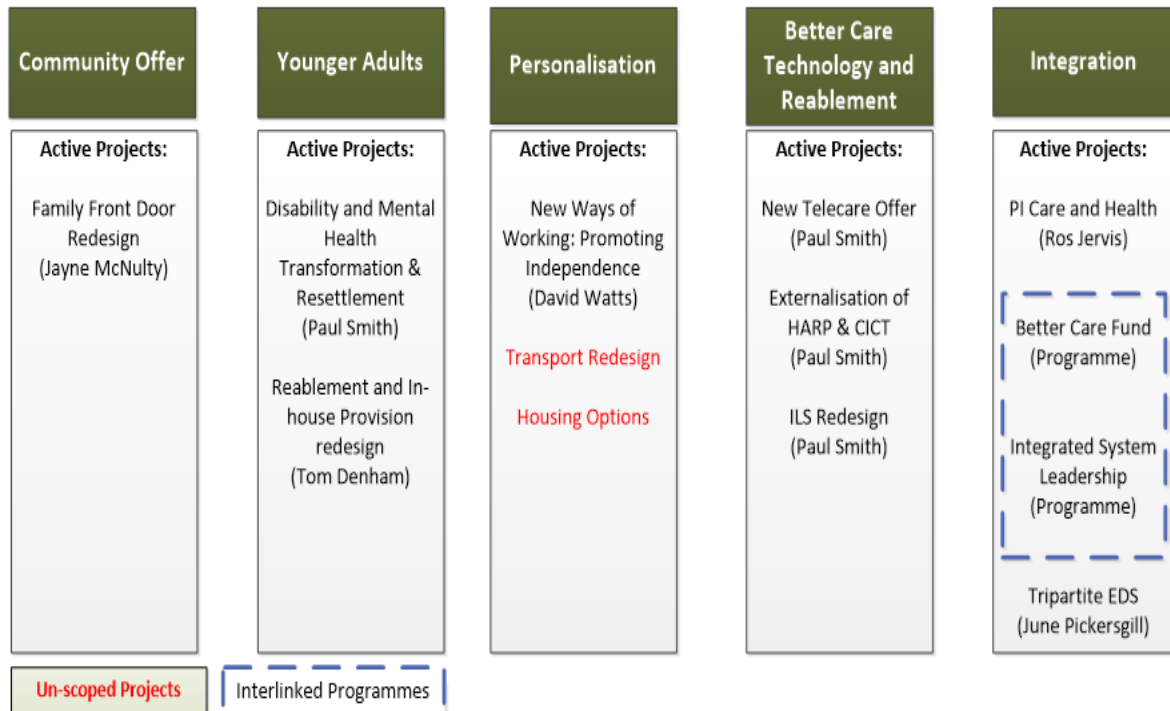 Community Offer
Active Projects:
Family Front Door
Redesign
(Jayne McNulty)
Younger Adults
Active Projects:
Disability and Mental
Health
Transformation &
Resettlement
(Paul Smith)
Reablement and In-
house Provision
redesign
(Tom Denham)
Personalisation
Active Projects:
New Ways of
Working: Promoting
Independence
(David Watts)
Transport Redesign
Housing Options
Better Care
Technology and
Reablement
Active Projects:
New Telecare Offer
(Paul Smith)
Externalisation of
HARP & CICT
(Paul Smith)
ILS Redesign
(Paul Smith)
Integration
Active Projects:
PI Care and Health
(Ros Jervis)
Better Care Fund
(Programme)
Integrated System
Leadership
(Programme)
Tripartite EDS
(June Pickersgill)
Un-scoped Projects
Interlinked Programmes